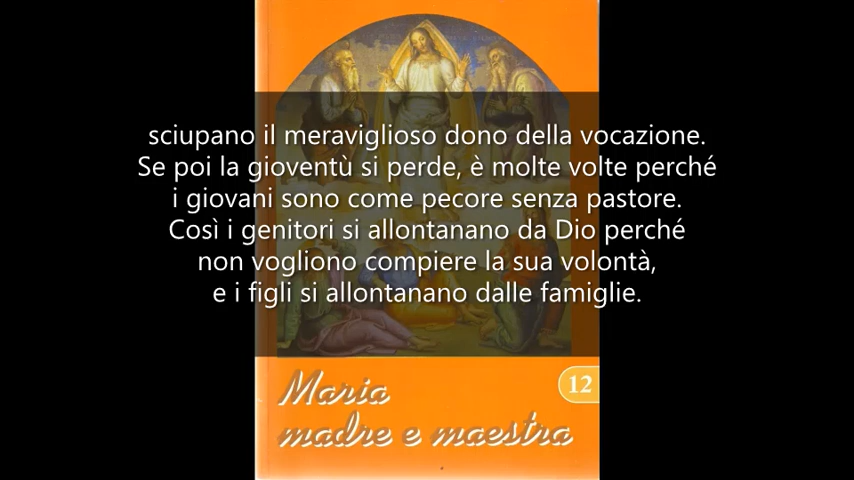 sciupano il meraviglioso dono della vocazione.
Se poi la gioventù si perde, è molte volte perché
i giovani sono come pecore senza pastore.
Così i genitori si allontanano da Dio perché
non vogliono compiere la sua volontà,
e i figli si allontanano dalle famiglie.
12
Maria
madre e maestra